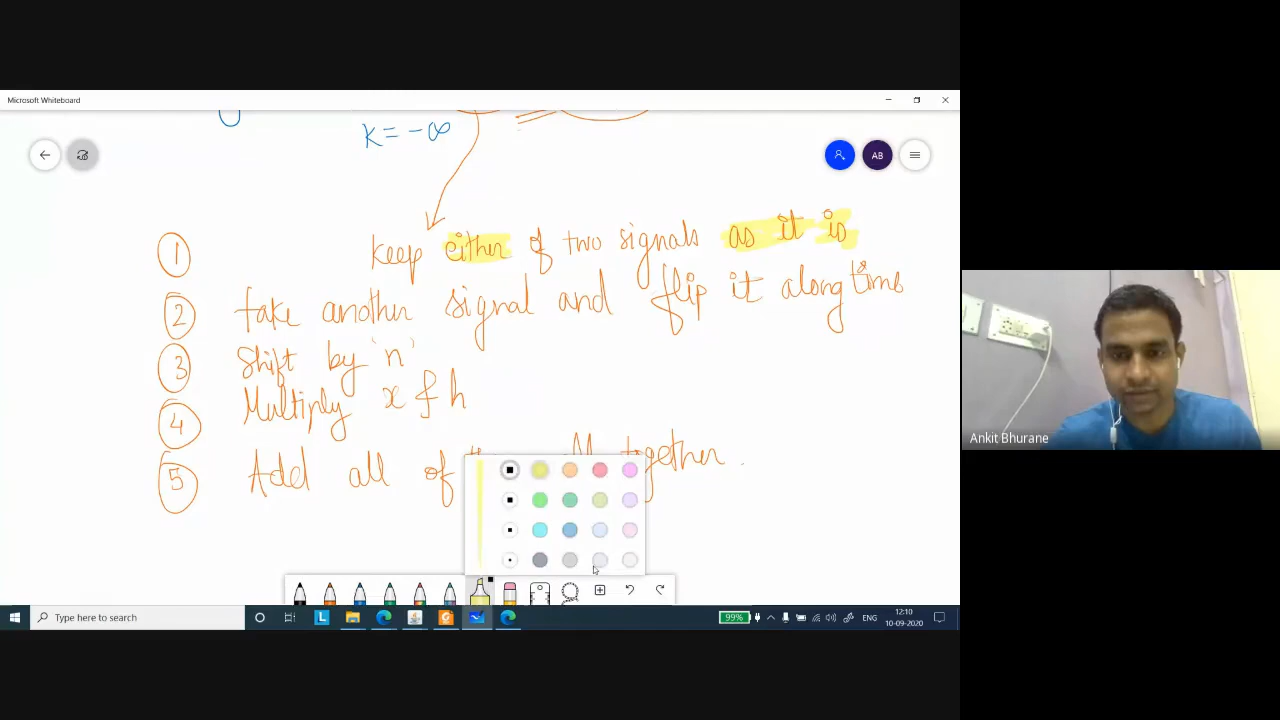 Microsoft Whiteboard
K = -∞
AB
1 keep either of two signals as it is
2 take another signal and flip it along time
3 Shift by 'n'
4 Multiply x & h
5 Add all of together.
Ankit Bhurane
Type here to search
L
99%
ENG
12:10
10-09-2020